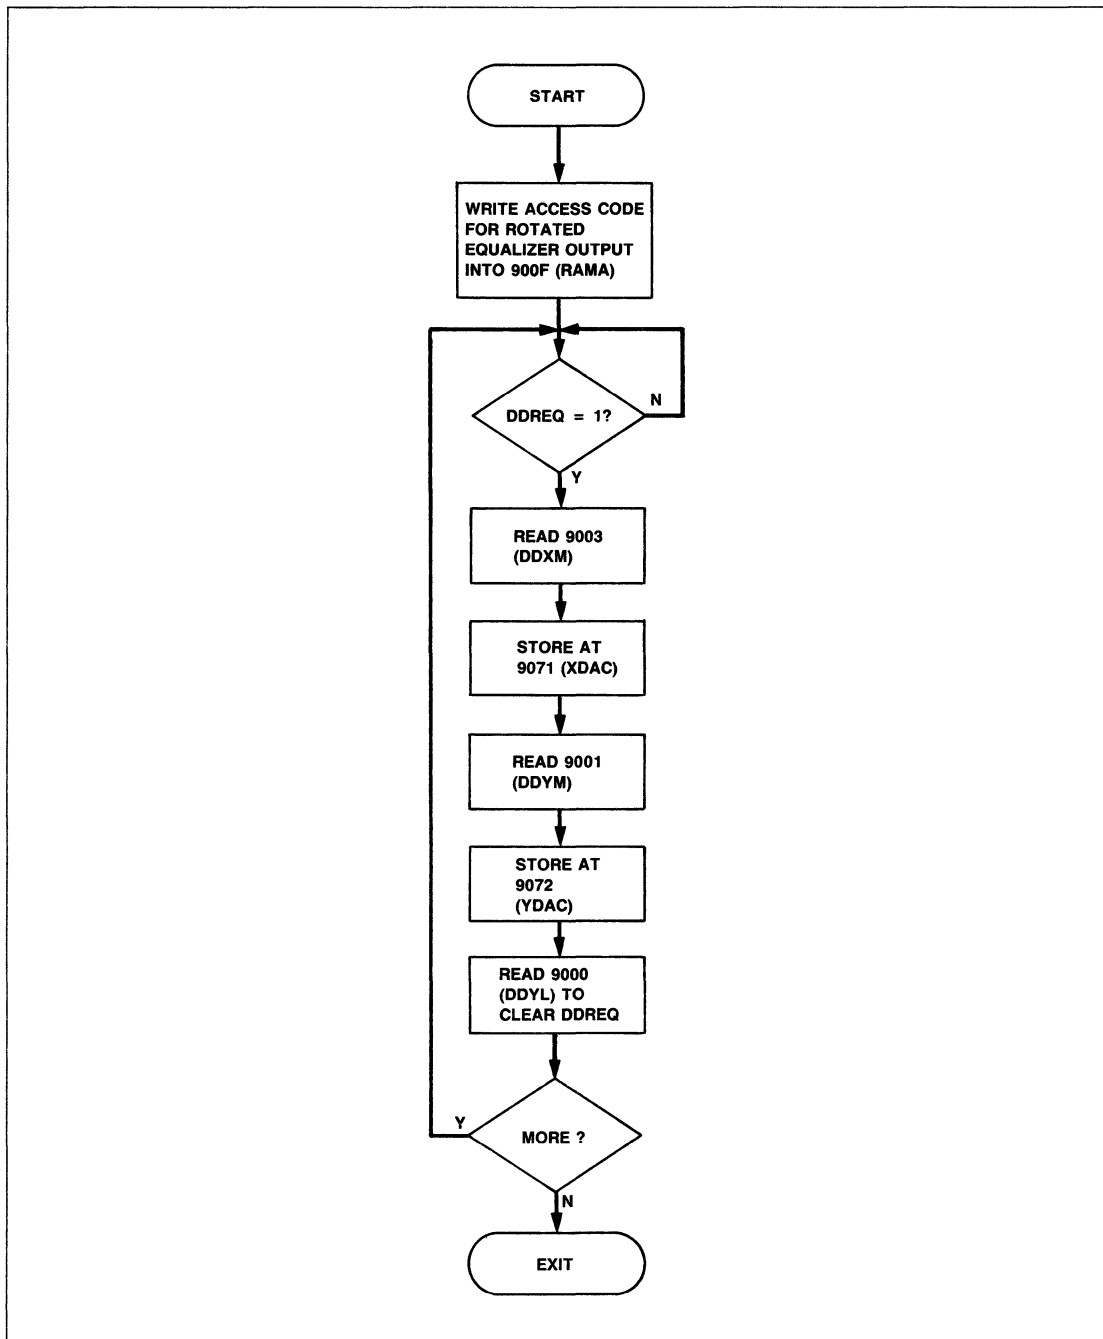 START
WRITE ACCESS CODE
FOR ROTATED
EQUALIZER OUTPUT
INTO 900F (RAMA)
DDREQ = 1?
N
Y
READ 9003
(DDXM)
STORE AT
9071 (XDAC)
READ 9001
(DDYM)
STORE AT
9072
(YDAC)
READ 9000
(DDYL) TO
CLEAR DDREQ
Y
MORE ?
N
EXIT